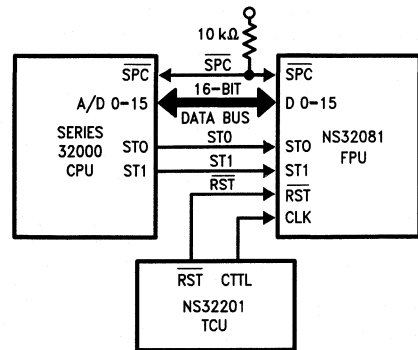 10 kΩ
SPC
SPC
SPC
A/D 0-15
16-BIT
D 0-15
DATA BUS
SERIES
32000
CPU
NS32081
FPU
ST0
ST0
ST0
ST1
ST1
ST1
RST
RST
CLK
RST
CTTL
NS32201
TCU